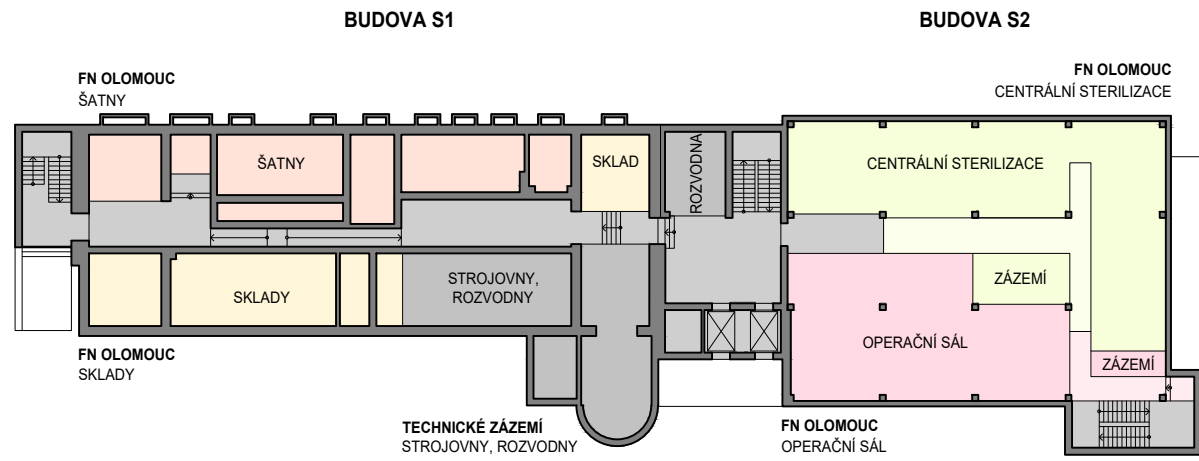 BUDOVA S1
BUDOVA S2
FN OLOMOUC
ŠATNY
FN OLOMOUC
CENTRÁLNÍ STERILIZACE
ŠATNY
SKLAD
ROZVODNA
CENTRÁLNÍ STERILIZACE
SKLADY
STROJOVNY,
ROZVODNY
ZÁZEMÍ
OPERAČNÍ SÁL
ZÁZEMÍ
FN OLOMOUC
SKLADY
TECHNICKÉ ZÁZEMÍ
STROJOVNY, ROZVODNY
FN OLOMOUC
OPERAČNÍ SÁL